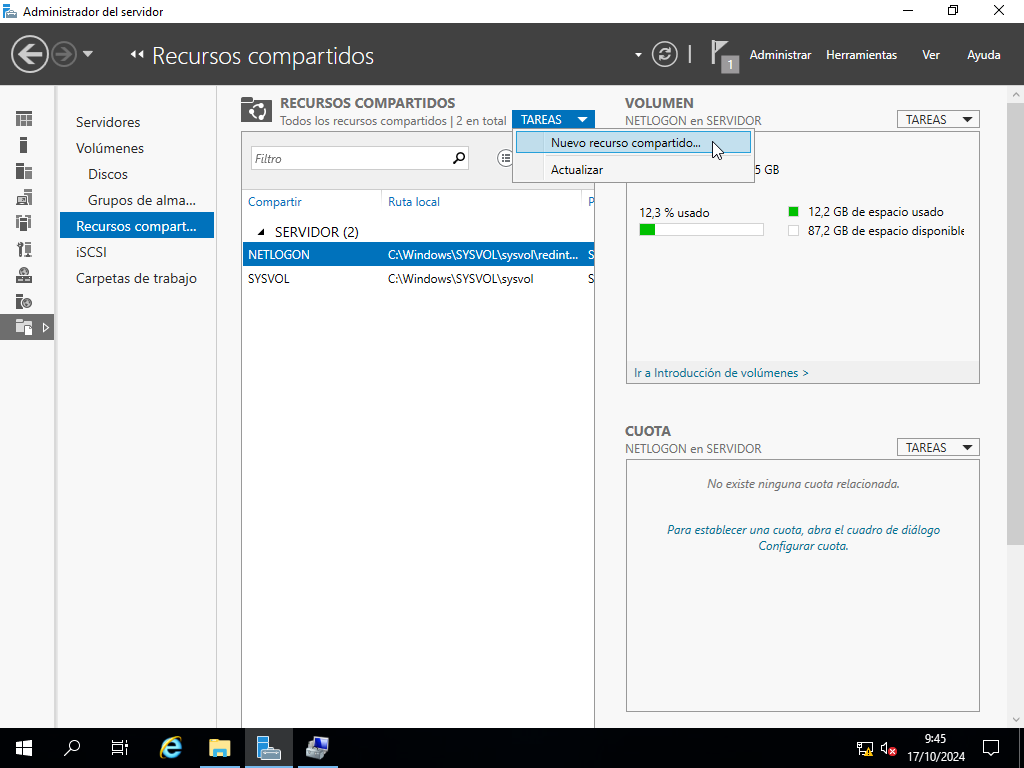 Administrador del servidor
Recursos compartidos
1
Administrar
Herramientas
Ver
Ayuda
Servidores
Volúmenes
Discos
Grupos de alma...
Recursos compart...
iSCSI
Carpetas de trabajo
RECURSOS COMPARTIDOS
Todos los recursos compartidos | 2 en total
TAREAS
Nuevo recurso compartido...
Actualizar
Filtro
Compartir
Ruta local
P
SERVIDOR (2)
NETLOGON
C:\Windows\SYSVOL\sysvol\redint...
S
SYSVOL
C:\Windows\SYSVOL\sysvol
S
VOLUMEN
NETLOGON en SERVIDOR
TAREAS
5 GB
12,3 % usado
12,2 GB de espacio usado
87,2 GB de espacio disponible
Ir a Introducción de volúmenes >
CUOTA
NETLOGON en SERVIDOR
TAREAS
No existe ninguna cuota relacionada.
Para establecer una cuota, abra el cuadro de diálogo
Configurar cuota.
9:45
17/10/2024